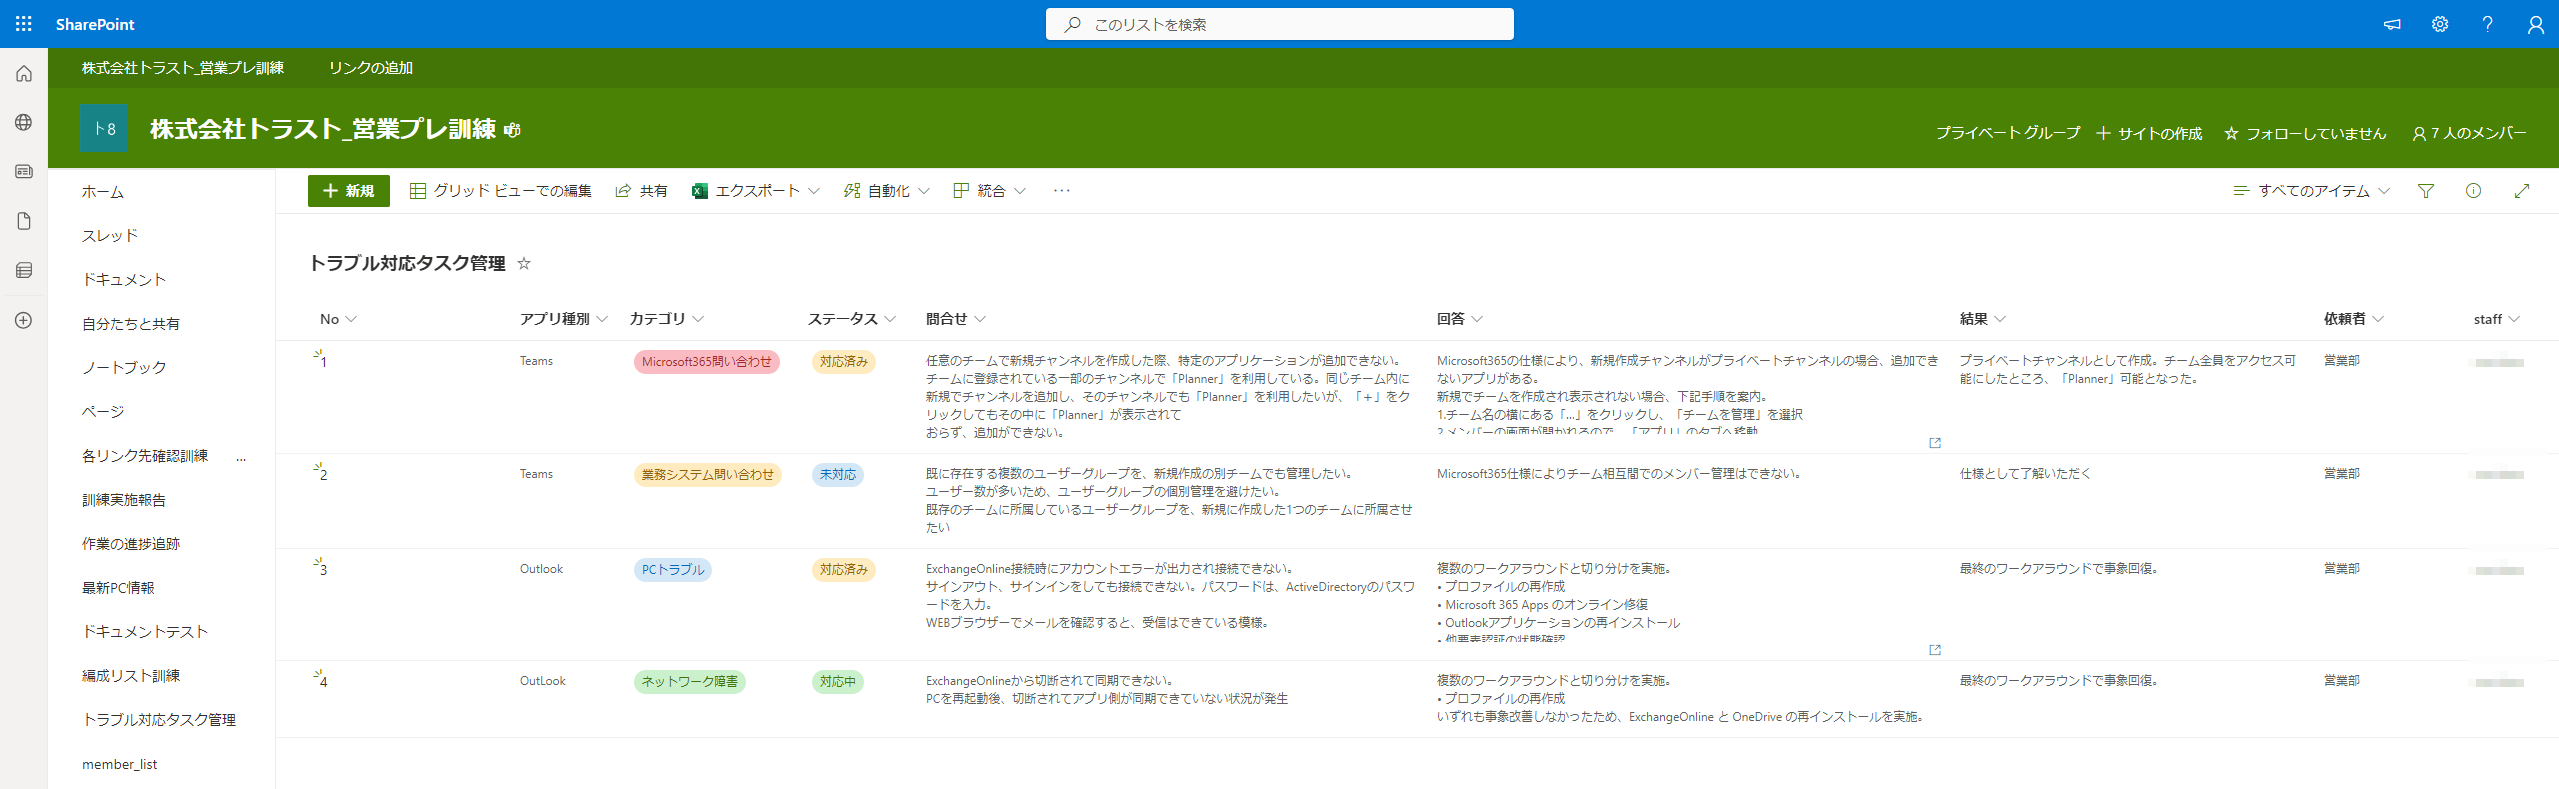 SharePoint
このリストを検索
株式会社トラスト_営業プレ訓練 リンクの追加
ト8 株式会社トラスト_営業プレ訓練
プライベート グループ サイトの作成 フォローしていません 7 人のメンバー
ホーム
スレッド
ドキュメント
自分たちと共有
ノートブック
ページ
各リンク先確認訓練 ...
訓練実施報告
作業の進捗追跡
最新PC情報
ドキュメントテスト
編成リスト訓練
トラブル対応タスク管理
member_list
新規 グリッド ビューでの編集 共有 エクスポート 自動化 統合 ...
すべてのアイテム
トラブル対応タスク管理
No アプリ種別 カテゴリ ステータス 問合せ 回答 結果 依頼者 staff
1
Teams
Microsoft365問い合わせ
対応済み
任意のチームで新規チャンネルを作成した際、特定のアプリケーションが追加できない。
チームに登録されている一部のチャンネルで「Planner」を利用している。同じチーム内に
新規でチャンネルを追加し、そのチャンネルでも「Planner」を利用したいが、「＋」をク
リックしてもその中に「Planner」が表示されて
おらず、追加ができない。
Microsoft365の仕様により、新規作成チャンネルがプライベートチャンネルの場合、追加でき
ないアプリがある。
新規でチームを作成され表示されない場合、下記手順を案内。
1.チーム名の横にある「...」をクリックし、「チームを管理」を選択
2.メンバーの画面が開かれるので、「アプリ」のタブへ移動
プライベートチャンネルとして作成。チーム全員をアクセス可
能にしたところ、「Planner」可能となった。
営業部
2
Teams
業務システム問い合わせ
未対応
既に存在する複数のユーザーグループを、新規作成の別チームでも管理したい。
ユーザー数が多いため、ユーザーグループの個別管理を避けたい。
既存のチームに所属しているユーザーグループを、新規に作成した1つのチームに所属させ
たい
Microsoft365仕様によりチーム相互間でのメンバー管理はできない。
仕様として了解いただく
営業部
3
Outlook
PCトラブル
対応済み
ExchangeOnline接続時にアカウントエラーが出力され接続できない。
サインアウト、サインインをしても接続できない。パスワードは、ActiveDirectoryのパスワ
ードを入力。
WEBブラウザーでメールを確認すると、受信はできている模様。
複数のワークアラウンドと切り分けを実施。
• プロファイルの再作成
• Microsoft 365 Apps のオンライン修復
• Outlookアプリケーションの再インストール
• 他要素認証の状態確認
最終のワークアラウンドで事象回復。
営業部
4
OutLook
ネットワーク障害
対応中
ExchangeOnlineから切断されて同期できない。
PCを再起動後、切断されてアプリ側が同期できていない状況が発生
複数のワークアラウンドと切り分けを実施。
• プロファイルの再作成
いずれも事象改善しなかったため、ExchangeOnline と OneDrive の再インストールを実施。
最終のワークアラウンドで事象回復。
営業部